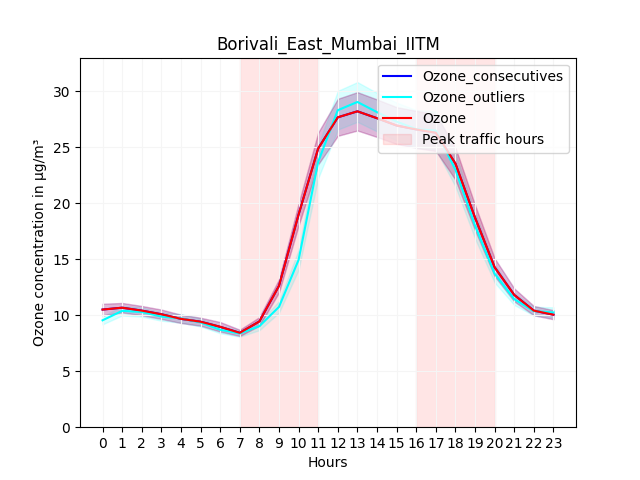 Borivali_East_Mumbai_IITM
Ozone_consecutives
Ozone_outliers
Ozone
Peak traffic hours
Ozone concentration in µg/m³
30
25
20
15
10
5
0
0 1 2 3 4 5 6 7 8 9 10 11 12 13 14 15 16 17 18 19 20 21 22 23
Hours